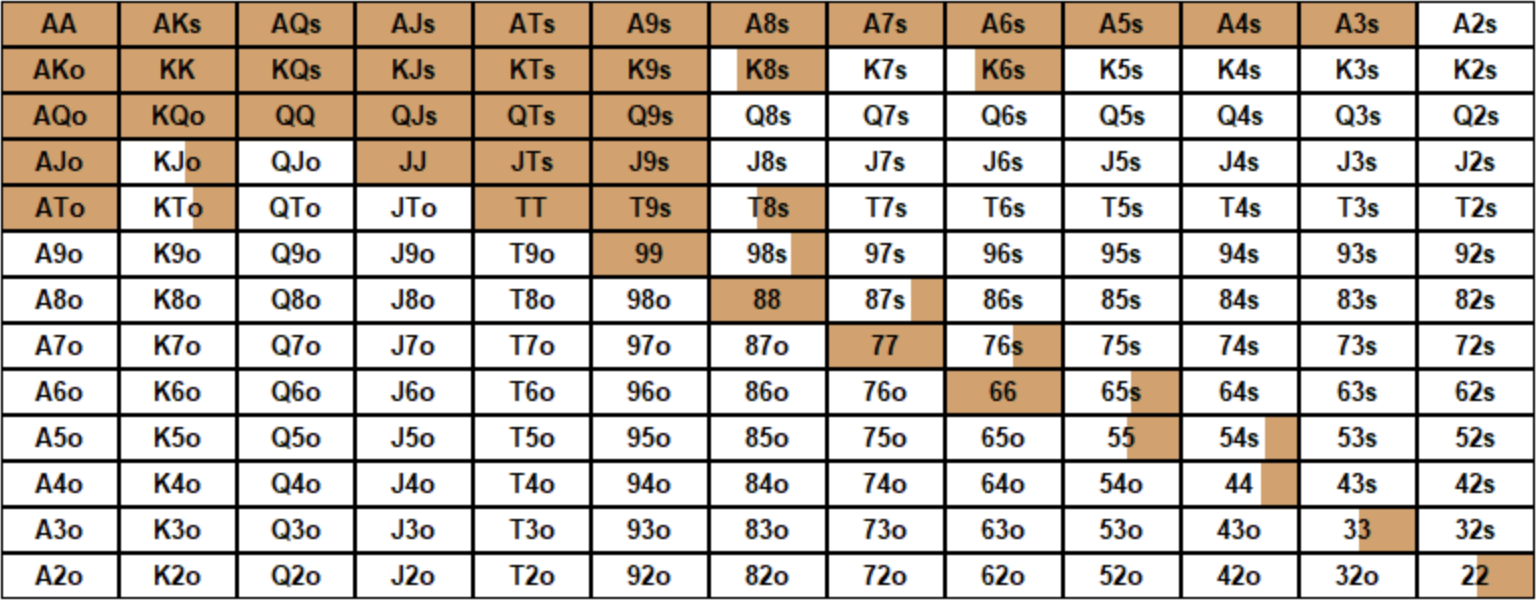 AA AKs AQs AJs ATs A9s A8s A7s A6s A5s A4s A3s A2s
AKo KK KQs KJs KTs K9s K8s K7s K6s K5s K4s K3s K2s
AQo KQo QQ QJs QTs Q9s Q8s Q7s Q6s Q5s Q4s Q3s Q2s
AJo KJo QJo JJ JTs J9s J8s J7s J6s J5s J4s J3s J2s
ATo KTo QTo JTo TT T9s T8s T7s T6s T5s T4s T3s T2s
A9o K9o Q9o J9o T9o 99 98s 97s 96s 95s 94s 93s 92s
A8o K8o Q8o J8o T8o 98o 88 87s 86s 85s 84s 83s 82s
A7o K7o Q7o J7o T7o 97o 87o 77 76s 75s 74s 73s 72s
A6o K6o Q6o J6o T6o 96o 86o 76o 66 65s 64s 63s 62s
A5o K5o Q5o J5o T5o 95o 85o 75o 65o 55 54s 53s 52s
A4o K4o Q4o J4o T4o 94o 84o 74o 64o 54o 44 43s 42s
A3o K3o Q3o J3o T3o 93o 83o 73o 63o 53o 43o 33 32s
A2o K2o Q2o J2o T2o 92o 82o 72o 62o 52o 42o 32o 22